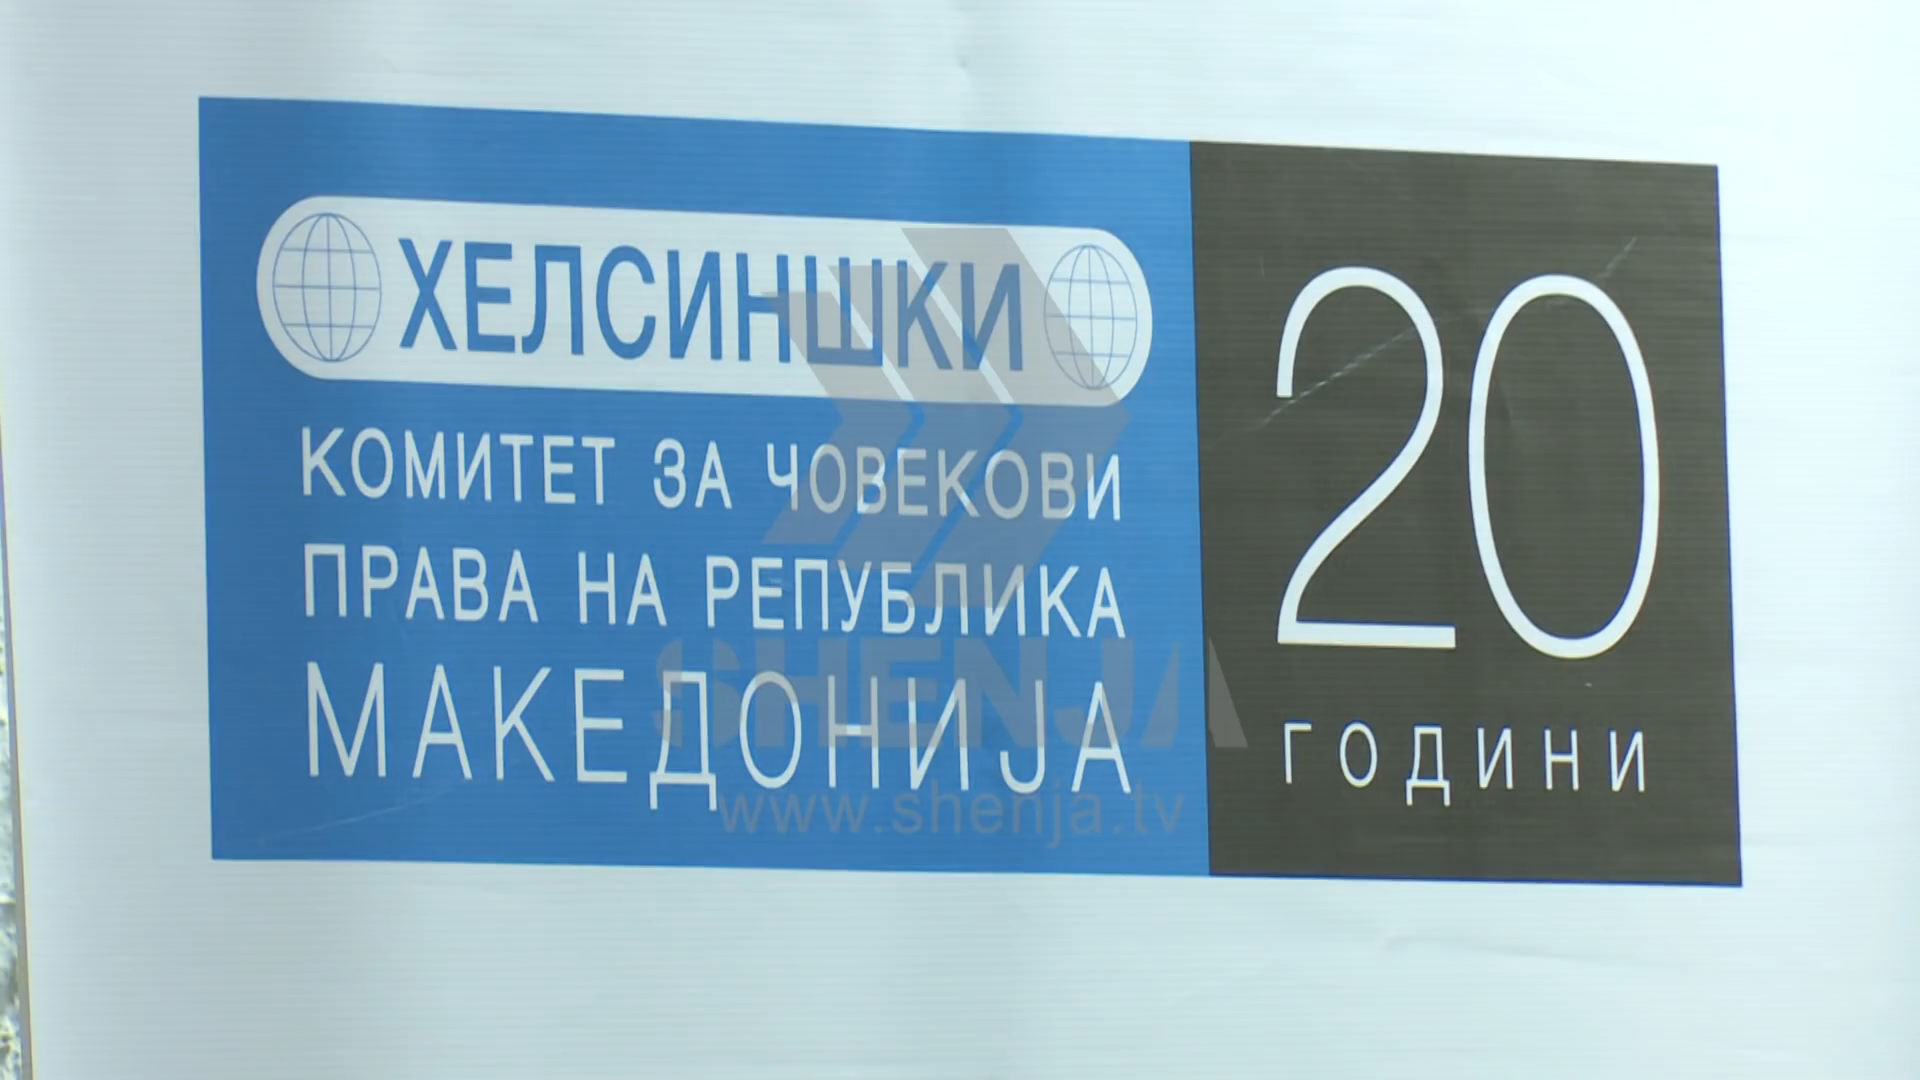 ХЕЛСИНШКИ
КОМИТЕТ ЗА ЧОВЕКОВИ
ПРАВА НА РЕПУБЛИКА
МАКЕДОНИЈА
20
ГОДИНИ
SHENJA
www.shenja.tv